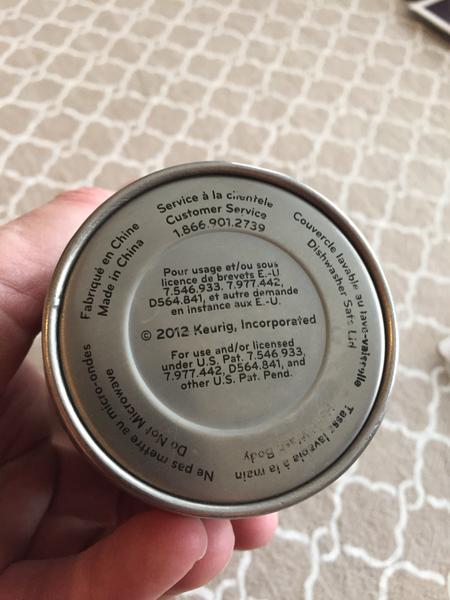 Service à la clientèle
Customer Service
1.866.901.2739
Couvercle lavable au lave-vaisselle
Dishwasher Safe Lid
Tasse lavable à la main
Body
Ne pas mettre au micro-ondes
Do Not Microwave
Fabriqué en Chine
Made in China
Pour usage et/ou sous
licence de brevets E.-U.
7.546.933, 7.977.442,
D564.841, et autre demande
en instance aux E.-U.
© 2012 Keurig, Incorporated
For use and/or licensed
under U.S. Pat. 7.546 933,
7.977.442, D564.841, and
other U.S. Pat. Pend.